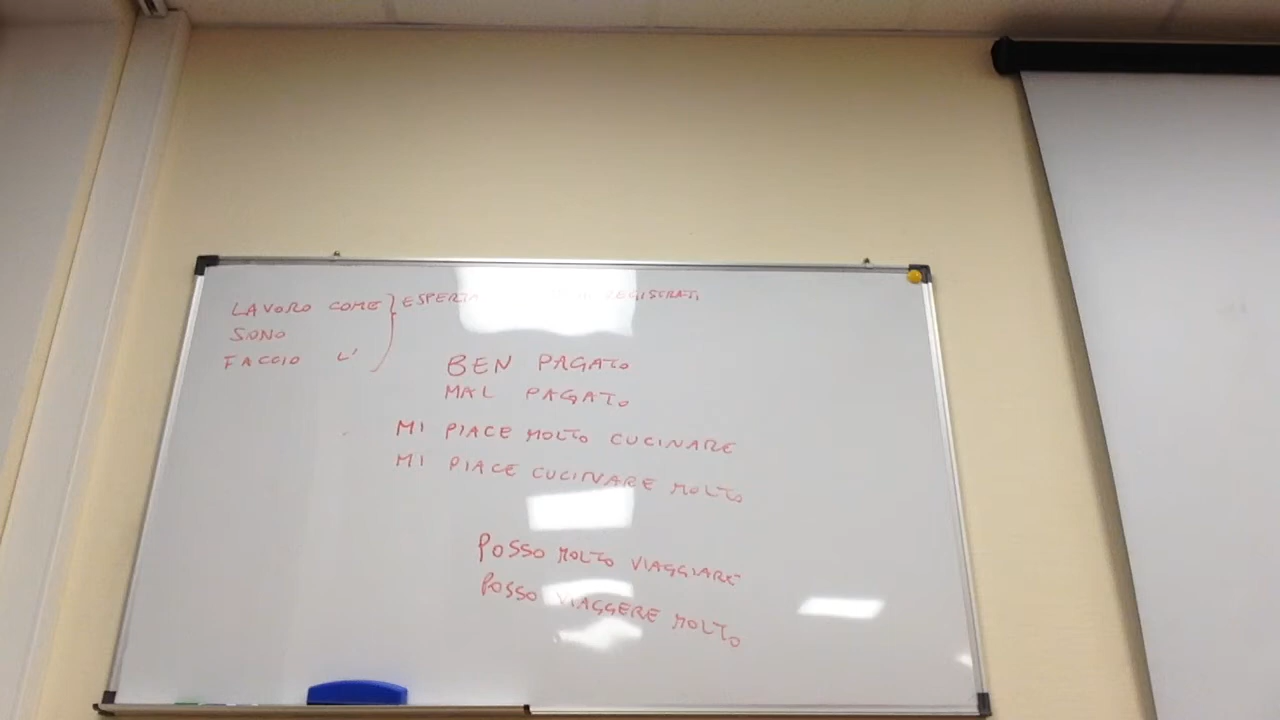 LAVORO COME } ESPERTA REGISTRATI
SONO
FACCIO L'
BEN PAGATO
MAL PAGATO
MI PIACE MOLTO CUCINARE
MI PIACE CUCINARE MOLTO
POSSO MOLTO VIAGGIARE
POSSO VIAGGERE MOLTO